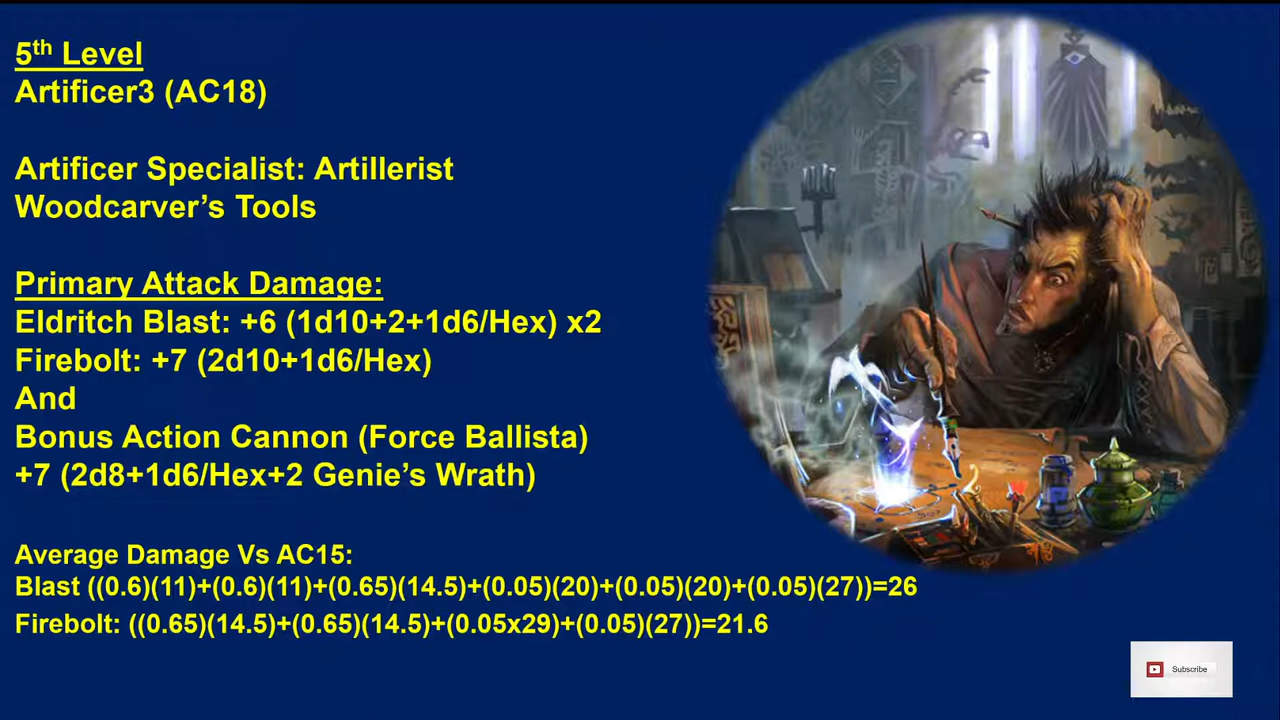 5th Level
Artificer3 (AC18)
Artificer Specialist: Artillerist
Woodcarver's Tools
Primary Attack Damage:
Eldritch Blast: +6 (1d10+2+1d6/Hex) x2
Firebolt: +7 (2d10+1d6/Hex)
And
Bonus Action Cannon (Force Ballista)
+7 (2d8+1d6/Hex+2 Genie's Wrath)
Average Damage Vs AC15:
Blast ((0.6)(11)+(0.6)(11)+(0.65)(14.5)+(0.05)(20)+(0.05)(20)+(0.05)(27))=26
Firebolt: ((0.65)(14.5)+(0.65)(14.5)+(0.05x29)+(0.05)(27))=21.6
Subscribe